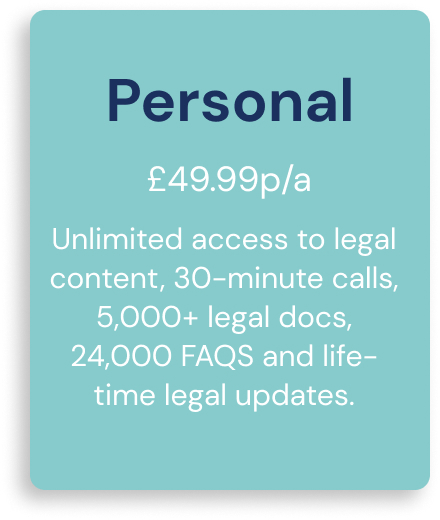 Personal
£49.99p/a
Unlimited access to legal
content, 30-minute calls,
5,000+ legal docs,
24,000 FAQS and life-
time legal updates.